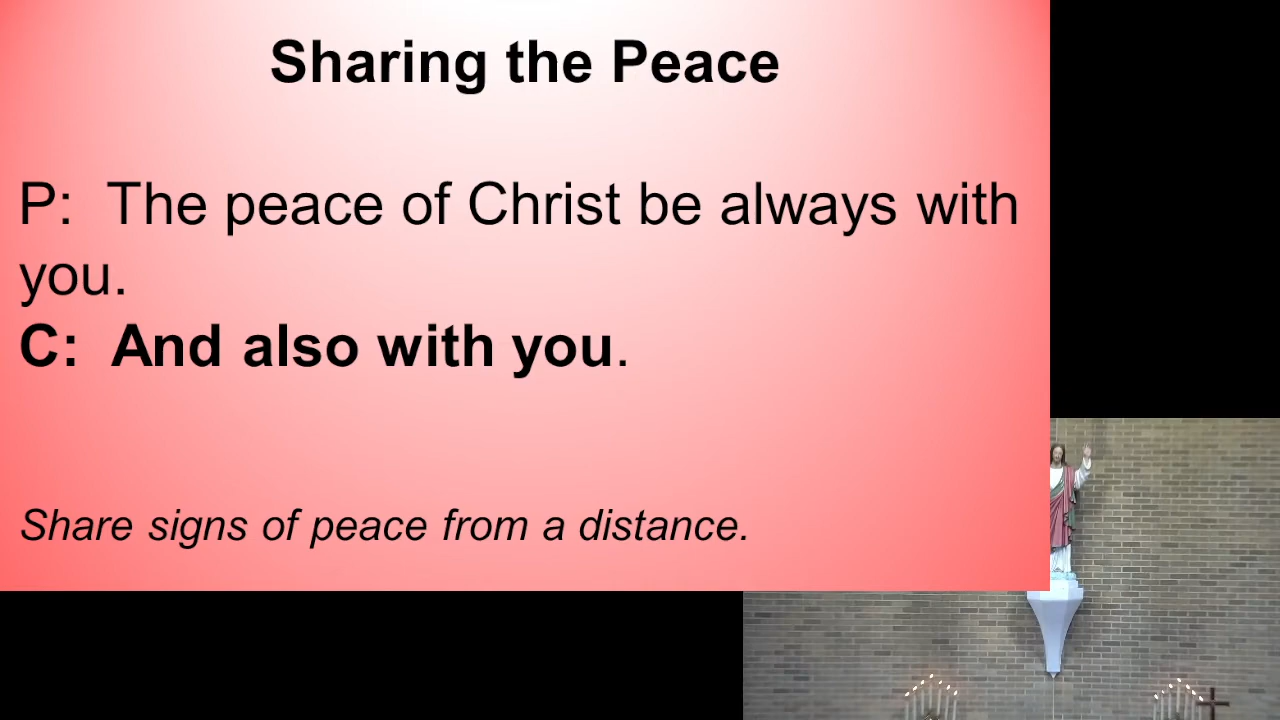 Sharing the Peace
P:  The peace of Christ be always with
you.
C:  And also with you.
Share signs of peace from a distance.